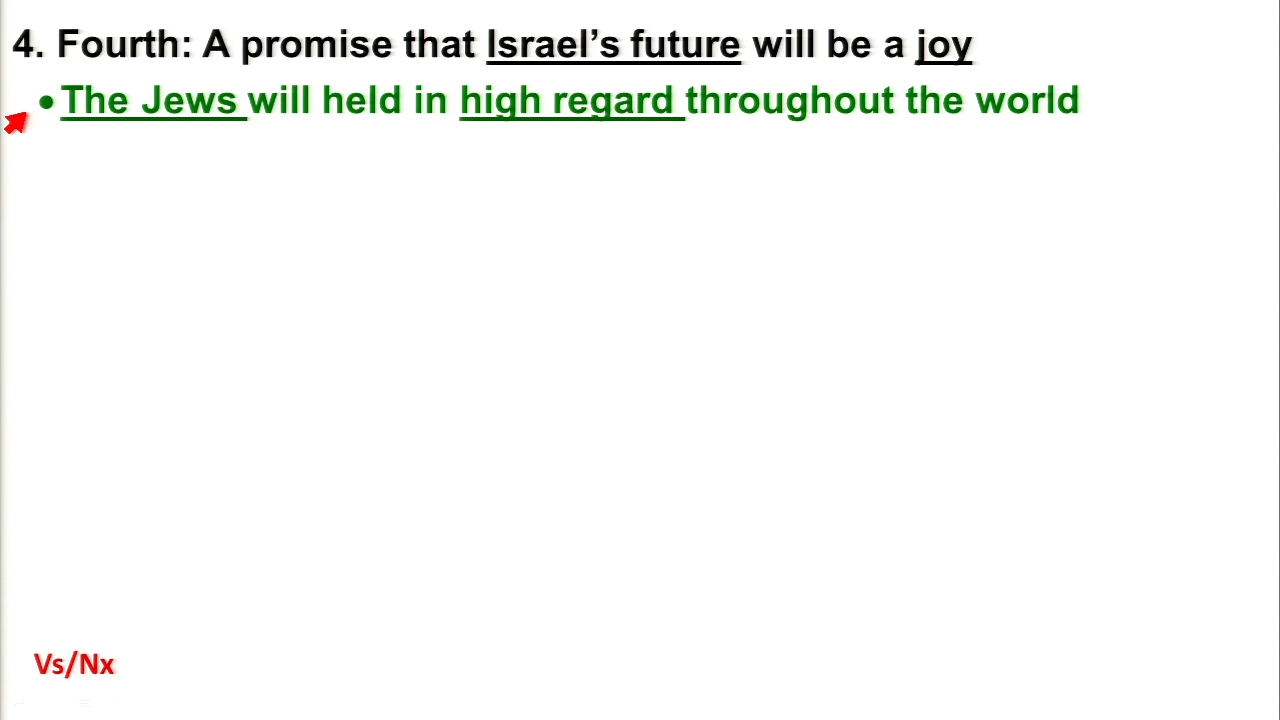 4. Fourth: A promise that Israel’s future will be a joy
• The Jews will held in high regard throughout the world
Vs/Nx